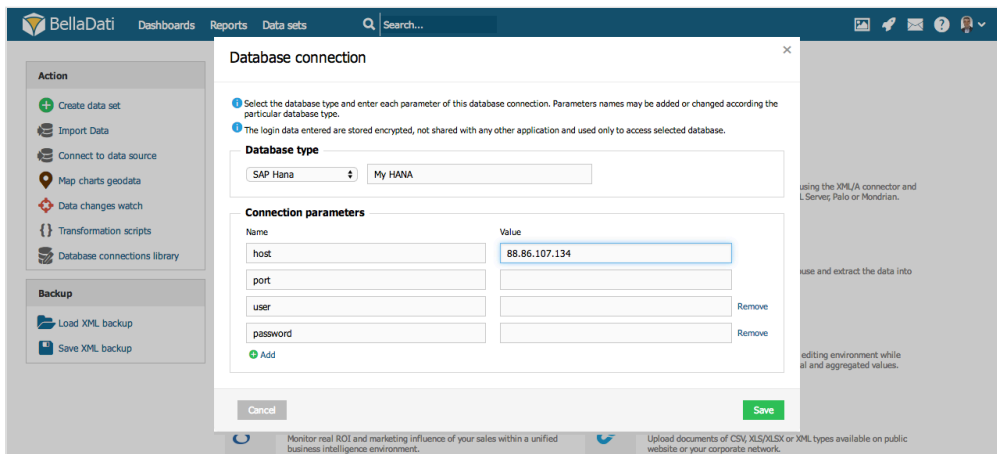 BellaDati Dashboards Reports Data sets Search...
Action
Create data set
Import Data
Connect to data source
Map charts geodata
Data changes watch
Transformation scripts
Database connections library
Backup
Load XML backup
Save XML backup
Database connection
Select the database type and enter each parameter of this database connection. Parameters names may be added or changed according the
particular database type.
The login data entered are stored encrypted, not shared with any other application and used only to access selected database.
Database type
SAP Hana My HANA
Connection parameters
Name Value
host 88.86.107.134
port
user Remove
password Remove
Add
Cancel Save
using the XML/A connector and
L Server, Palo or Mondrian.
use and extract the data into
editing environment while
al and aggregated values.
Monitor real ROI and marketing influence of your sales within a unified
business intelligence environment.
Upload documents of CSV, XLS/XLSX or XML types available on public
website or your corporate network.